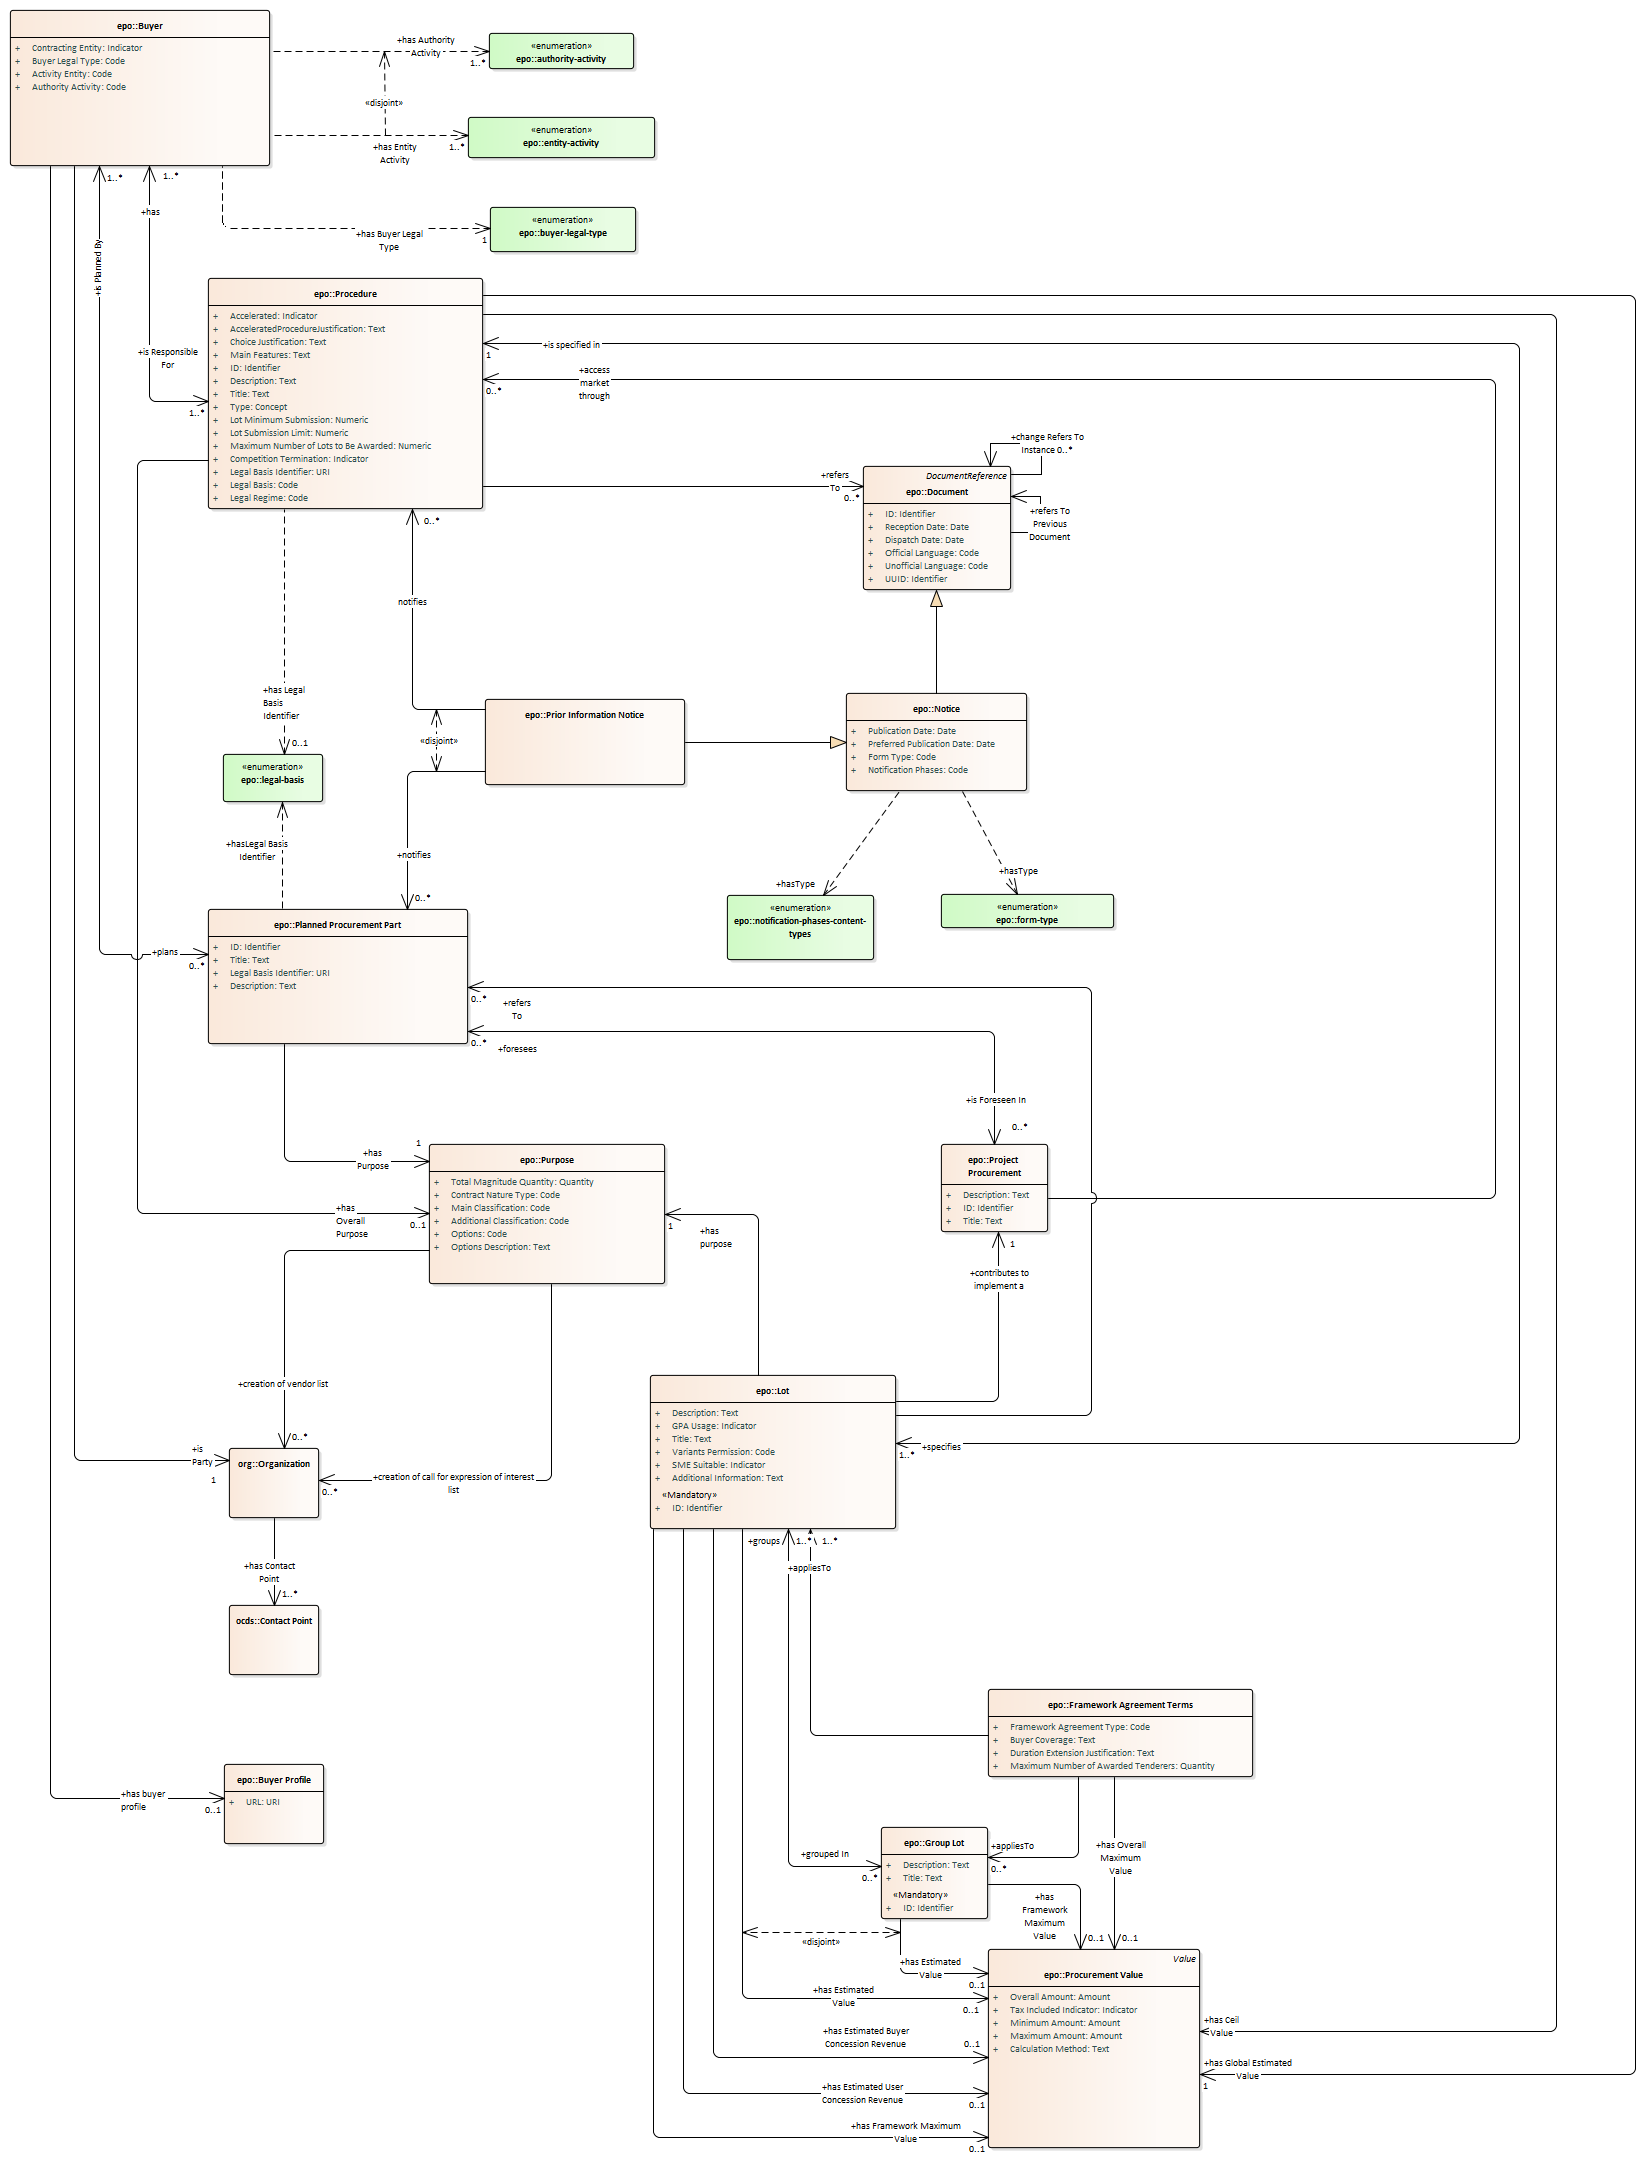 epo::Buyer
+ Contracting Entity: Indicator
+ Buyer Legal Type: Code
+ Activity Entity: Code
+ Authority Activity: Code
+has Authority
Activity
1..*
«enumeration»
epo::authority-activity
«disjoint»
+has Entity
Activity
1..*
«enumeration»
epo::entity-activity
1..*
1..*
+has
+is Planned By
+has Buyer Legal
Type
1
«enumeration»
epo::buyer-legal-type
epo::Procedure
+ Accelerated: Indicator
+ AcceleratedProcedureJustification: Text
+ Choice Justification: Text
+ Main Features: Text
+ ID: Identifier
+ Description: Text
+ Title: Text
+ Type: Concept
+ Lot Minimum Submission: Numeric
+ Lot Submission Limit: Numeric
+ Maximum Number of Lots to Be Awarded: Numeric
+ Competition Termination: Indicator
+ Legal Basis Identifier: URI
+ Legal Basis: Code
+ Legal Regime: Code
+is Responsible
For
1..*
+is specified in
1
+access
market
through
0..*
+change Refers To
Instance 0..*
+refers
To
0..*
DocumentReference
epo::Document
+ ID: Identifier
+ Reception Date: Date
+ Dispatch Date: Date
+ Official Language: Code
+ Unofficial Language: Code
+ UUID: Identifier
+refers To
Previous
Document
0..*
notifies
+has Legal
Basis
Identifier
0..1
«enumeration»
epo::legal-basis
«disjoint»
epo::Prior Information Notice
epo::Notice
+ Publication Date: Date
+ Preferred Publication Date: Date
+ Form Type: Code
+ Notification Phases: Code
+hasLegal Basis
Identifier
+notifies
0..*
+hasType
+hasType
«enumeration»
epo::notification-phases-content-
types
«enumeration»
epo::form-type
epo::Planned Procurement Part
+ ID: Identifier
+ Title: Text
+ Legal Basis Identifier: URI
+ Description: Text
+plans
0..*
0..*
+refers
To
0..*
+foresees
+is Foreseen In
0..*
+has
Purpose
1
epo::Purpose
+ Total Magnitude Quantity: Quantity
+ Contract Nature Type: Code
+ Main Classification: Code
+ Additional Classification: Code
+ Options: Code
+ Options Description: Text
+has
Overall
Purpose
0..1
1
+has
purpose
epo::Project
Procurement
+ Description: Text
+ ID: Identifier
+ Title: Text
1
+contributes to
implement a
+creation of vendor list
0..*
+is
Party
1
org::Organization
+creation of call for expression of interest
list
0..*
epo::Lot
+ Description: Text
+ GPA Usage: Indicator
+ Title: Text
+ Variants Permission: Code
+ SME Suitable: Indicator
+ Additional Information: Text
«Mandatory»
+ ID: Identifier
+specifies
1..*
+groups
1..*
1..*
+appliesTo
+has Contact
Point
1..*
ocds::Contact Point
epo::Framework Agreement Terms
+ Framework Agreement Type: Code
+ Buyer Coverage: Text
+ Duration Extension Justification: Text
+ Maximum Number of Awarded Tenderers: Quantity
+has buyer
profile
0..1
epo::Buyer Profile
+ URL: URI
+grouped In
0..*
epo::Group Lot
+ Description: Text
+ Title: Text
«Mandatory»
+ ID: Identifier
+appliesTo
0..*
+has Overall
Maximum
Value
0..1
+has
Framework
Maximum
Value
0..1
«disjoint»
+has Estimated
Value
0..1
+has Estimated
Value
0..1
+has Estimated Buyer
Concession Revenue
0..1
+has Estimated User
Concession Revenue
0..1
+has Framework Maximum
Value
0..1
Value
epo::Procurement Value
+ Overall Amount: Amount
+ Tax Included Indicator: Indicator
+ Minimum Amount: Amount
+ Maximum Amount: Amount
+ Calculation Method: Text
+has Ceil
Value
+has Global Estimated
Value
1